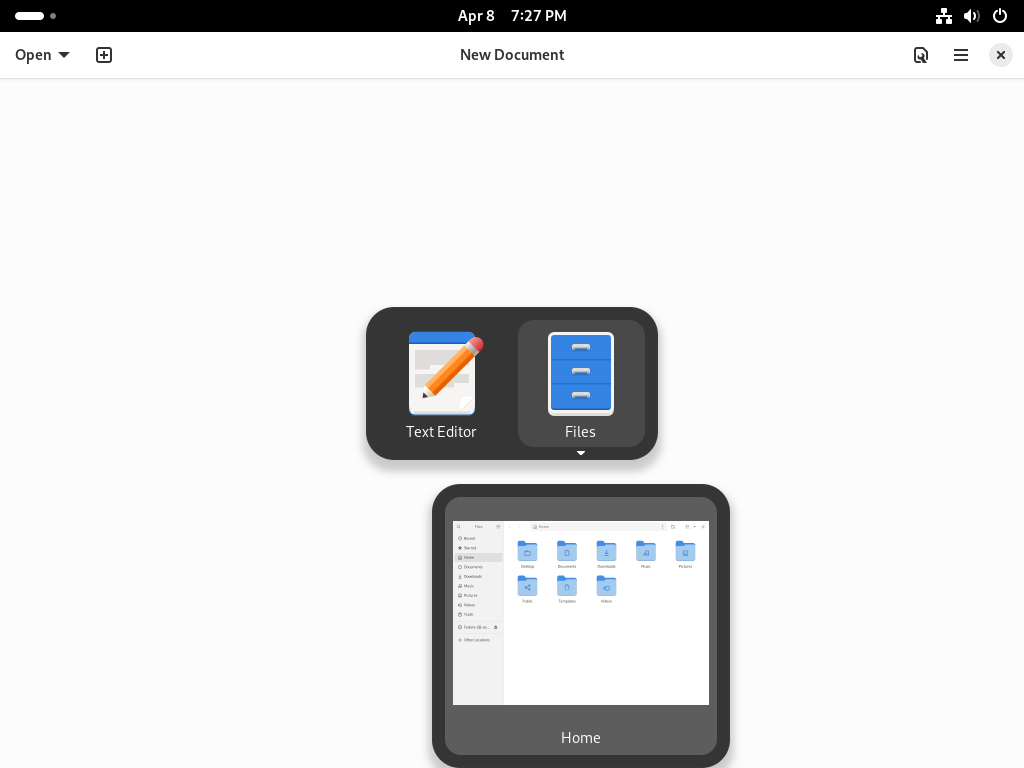 Apr 8 7:27 PM
Open
New Document
Text Editor
Files
Files
Home
Recent
Starred
Home
Documents
Downloads
Music
Pictures
Videos
Trash
Other Locations
Desktop
Documents
Downloads
Music
Pictures
Public
Templates
Videos
Home